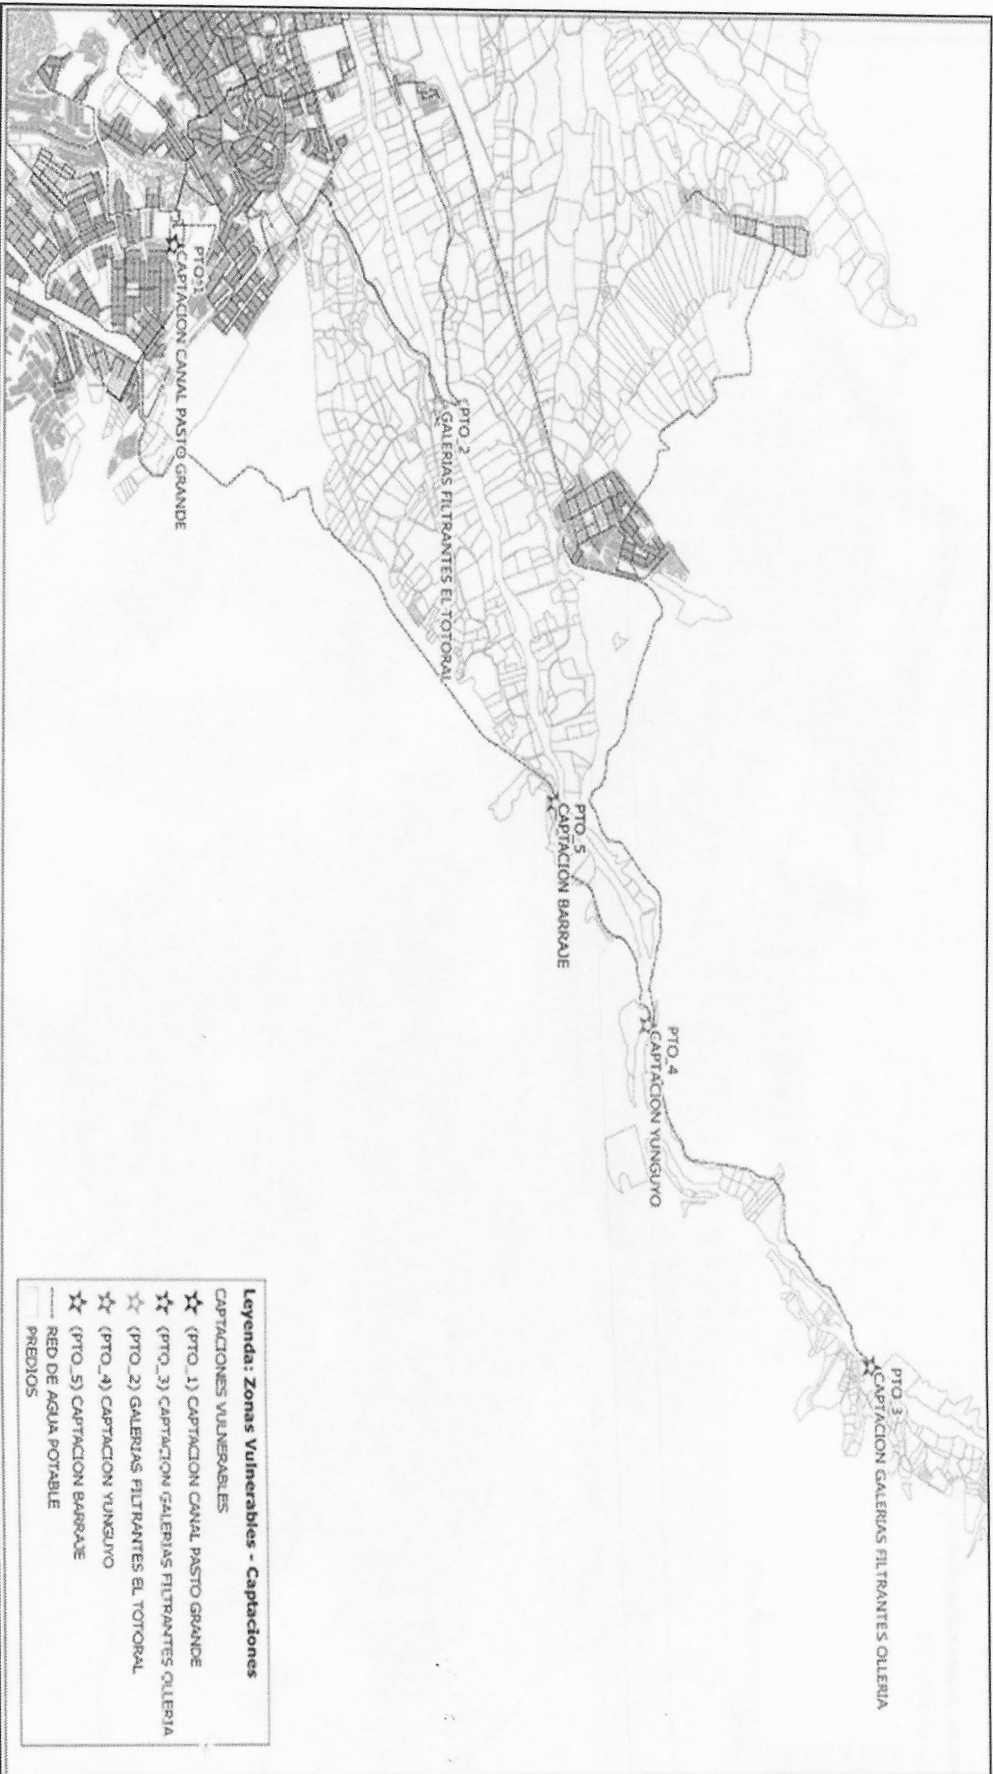 PTO_1
CAPTACION CANAL PASTO GRANDE
PTO_2
GALERIAS FILTRANTES EL TOTORAL
PTO_5
CAPTACION BARRAJE
PTO_4
CAPTACION YUNGUYO
PTO_3
CAPTACION GALERIAS FILTRANTES OLLERIA
Leyenda: Zonas Vulnerables - Captaciones
CAPTACIONES VULNERABLES
(PTO_1) CAPTACION CANAL PASTO GRANDE
(PTO_3) CAPTACION GALERIAS FILTRANTES OLLERIA
(PTO_2) GALERIAS FILTRANTES EL TOTORAL
(PTO_4) CAPTACION YUNGUYO
(PTO_5) CAPTACION BARRAJE
RED DE AGUA POTABLE
PREDIOS